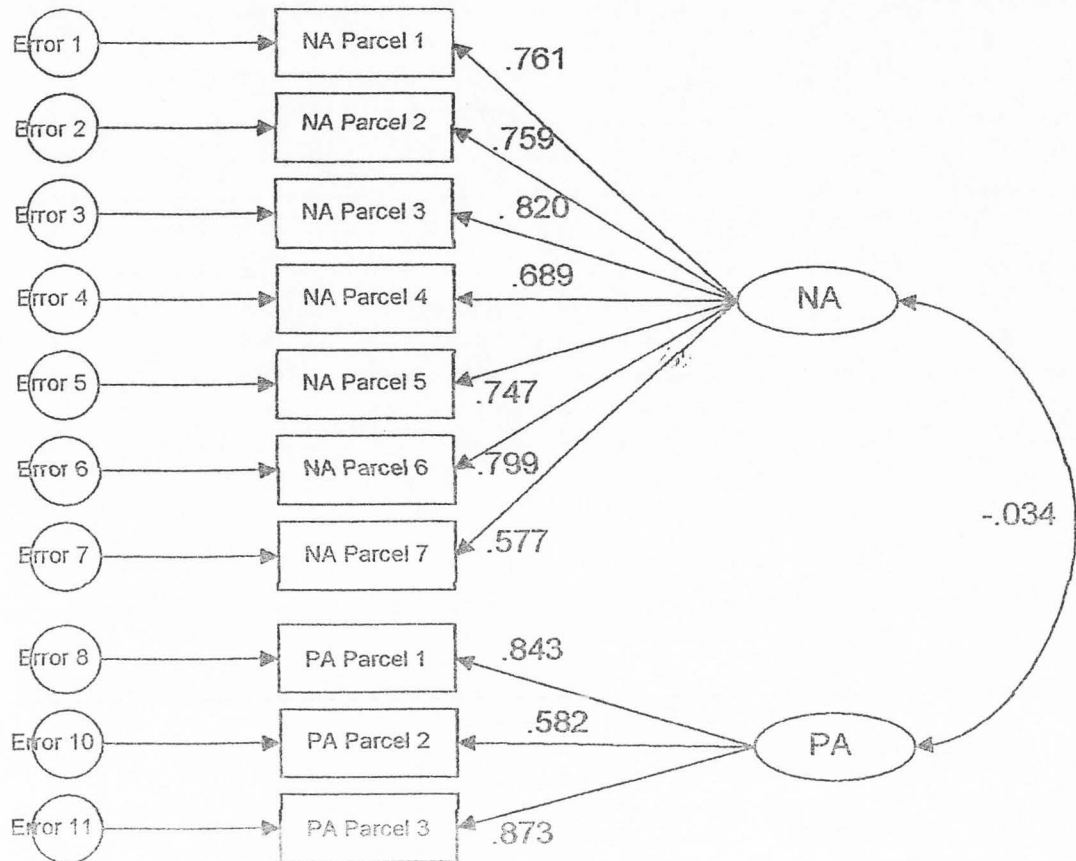 Error 1
NA Parcel 1
.761
Error 2
NA Parcel 2
.759
Error 3
NA Parcel 3
.820
Error 4
NA Parcel 4
.689
NA
Error 5
NA Parcel 5
.747
Error 6
NA Parcel 6
.799
-.034
Error 7
NA Parcel 7
.577
Error 8
PA Parcel 1
.843
Error 10
PA Parcel 2
.582
PA
Error 11
PA Parcel 3
.873